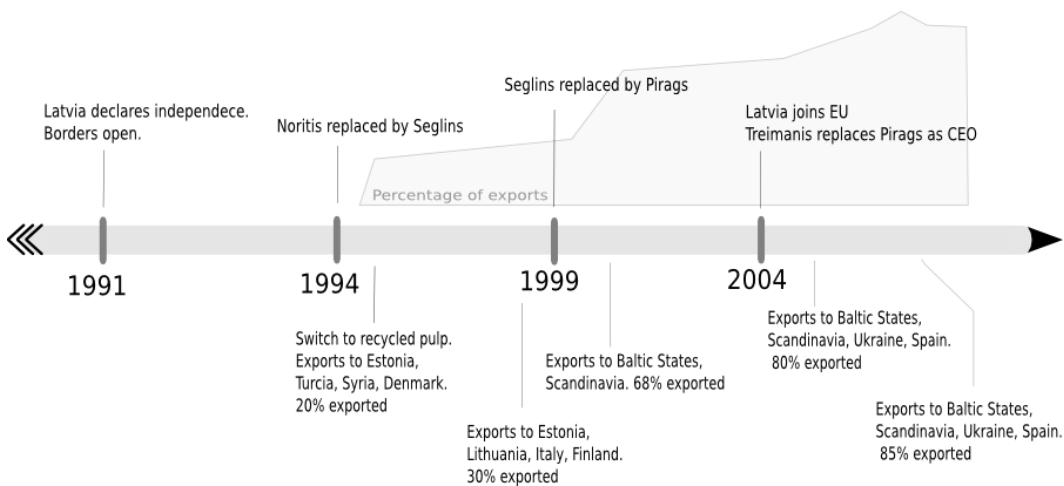 Latvia declares independece.
Borders open.
Noritis replaced by Seglins
Seglins replaced by Pirags
Latvia joins EU
Treimanis replaces Pirags as CEO
Percentage of exports
1991
1994
1999
2004
Switch to recycled pulp.
Exports to Estonia,
Turcia, Syria, Denmark.
20% exported
Exports to Estonia,
Lithuania, Italy, Finland.
30% exported
Exports to Baltic States,
Scandinavia. 68% exported
Exports to Baltic States,
Scandinavia, Ukraine, Spain.
80% exported
Exports to Baltic States,
Scandinavia, Ukraine, Spain.
85% exported